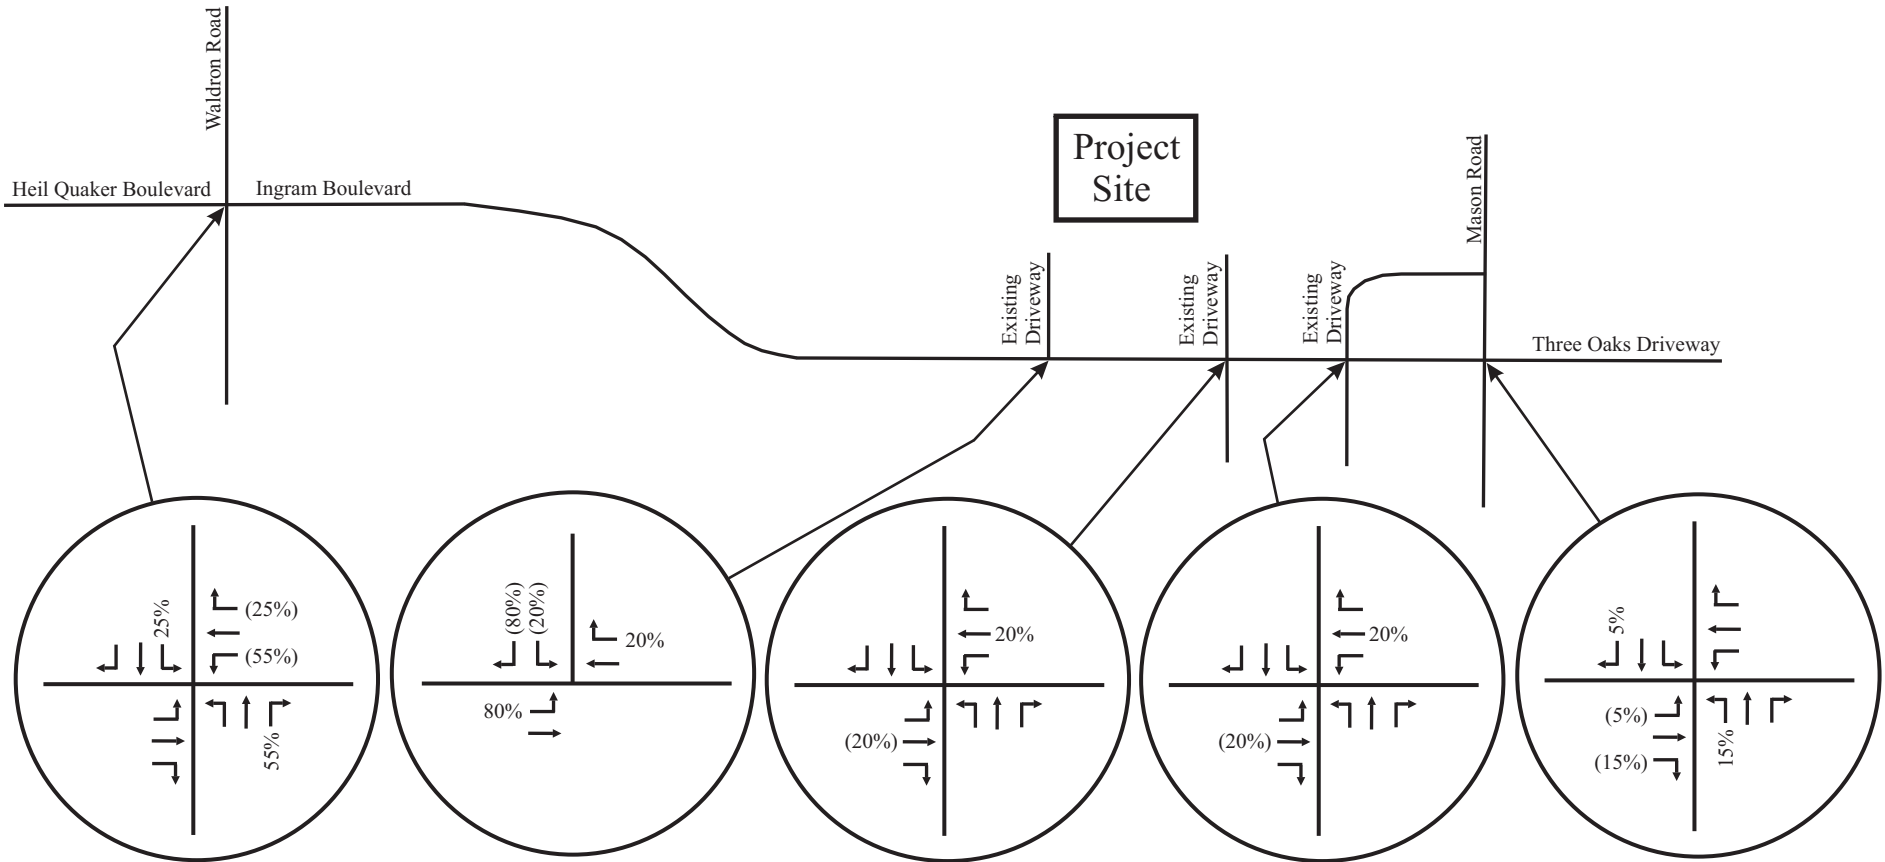 Waldron Road
Heil Quaker Boulevard
Ingram Boulevard
Project
Site
Mason Road
Existing
Driveway
Existing
Driveway
Existing
Driveway
Three Oaks Driveway
25%
(25%)
(55%)
55%
(80%)
(20%)
20%
80%
20%
(20%)
20%
(20%)
5%
(5%)
(15%)
15%